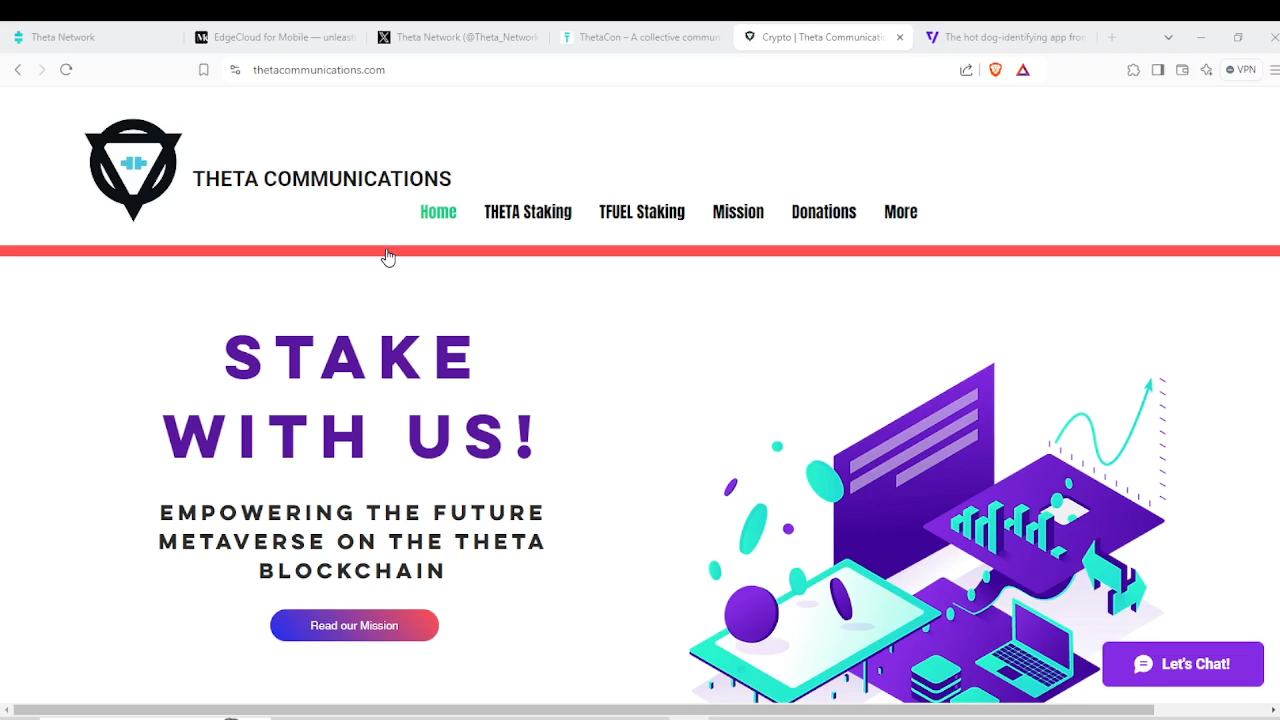 Theta Network
EdgeCloud for Mobile — unleas
Theta Network (@Theta_Network
ThetaCon – A collective commun
Crypto | Theta Communicatio
The hot dog-identifying app from
thetacommunications.com
VPN
THETA COMMUNICATIONS
Home THETA Staking TFUEL Staking Mission Donations More
STAKE
WITH US!
EMPOWERING THE FUTURE
METAVERSE ON THE THETA
BLOCKCHAIN
Read our Mission
Let's Chat!